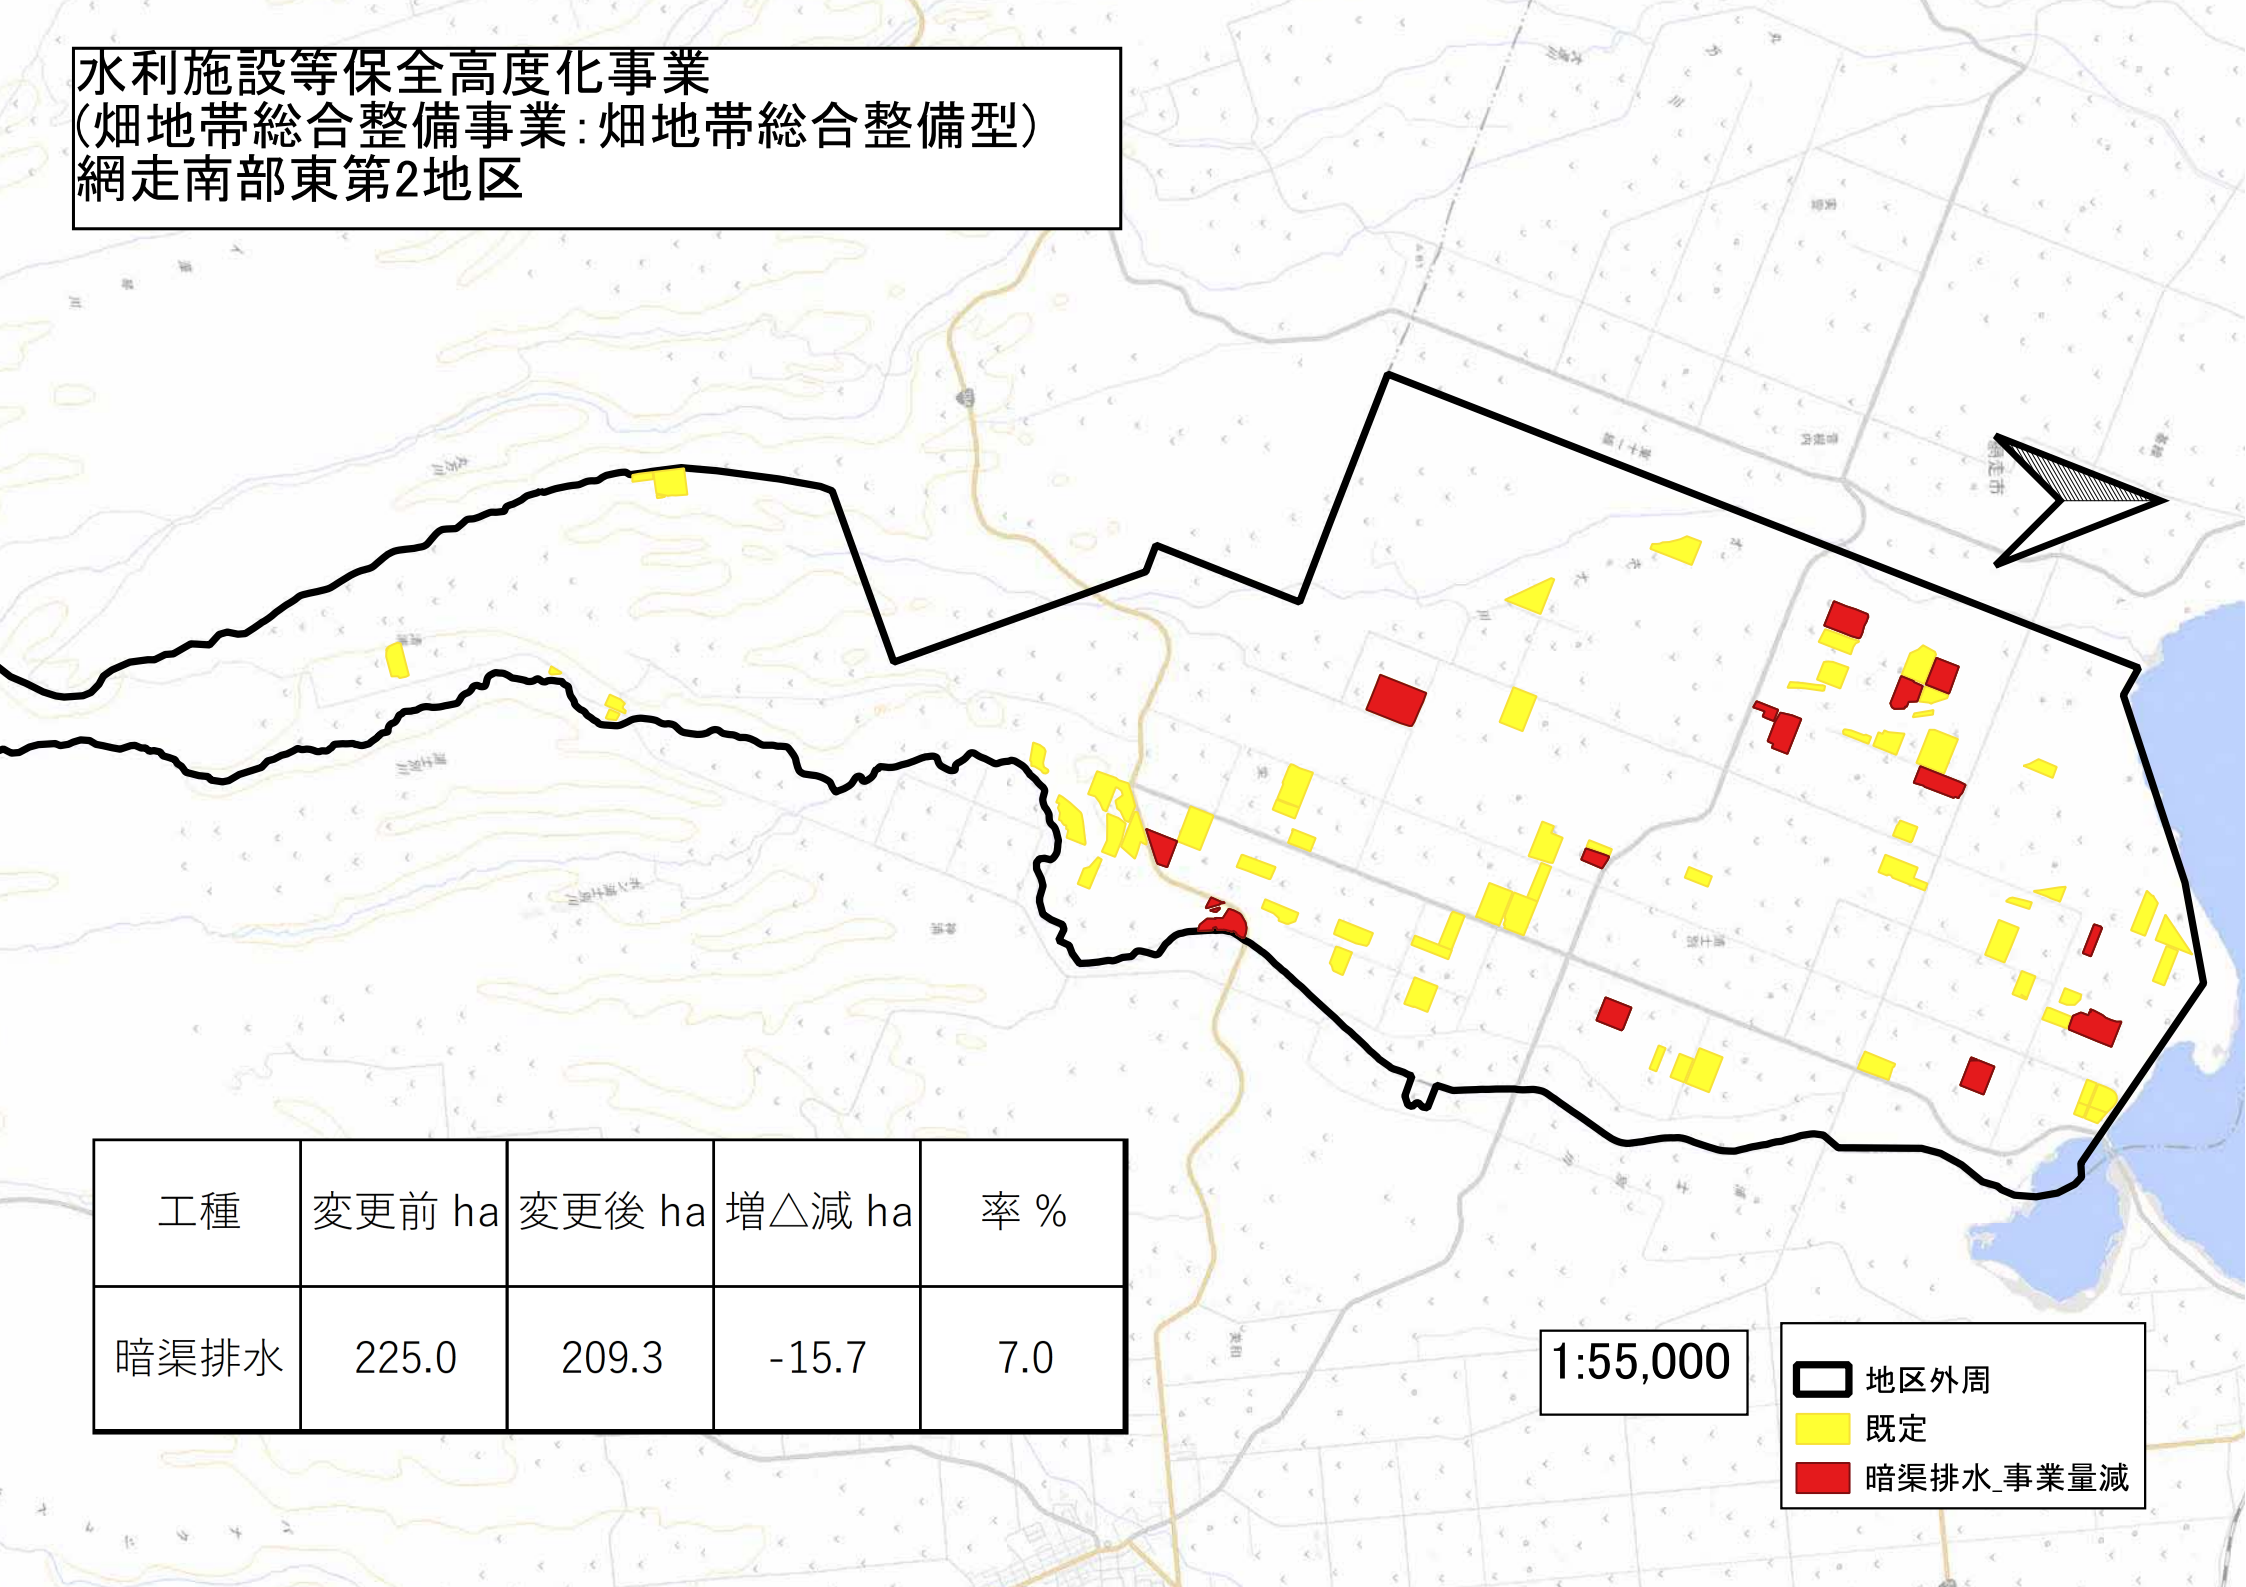 水利施設等保全高度化事業
(畑地帯総合整備事業：畑地帯総合整備型)
網走南部東第2地区
網走市
工種 変更前 ha 変更後 ha 増△減 ha 率 %
暗渠排水 225.0 209.3 -15.7 7.0
1:55,000
地区外周
既定
暗渠排水_事業量減